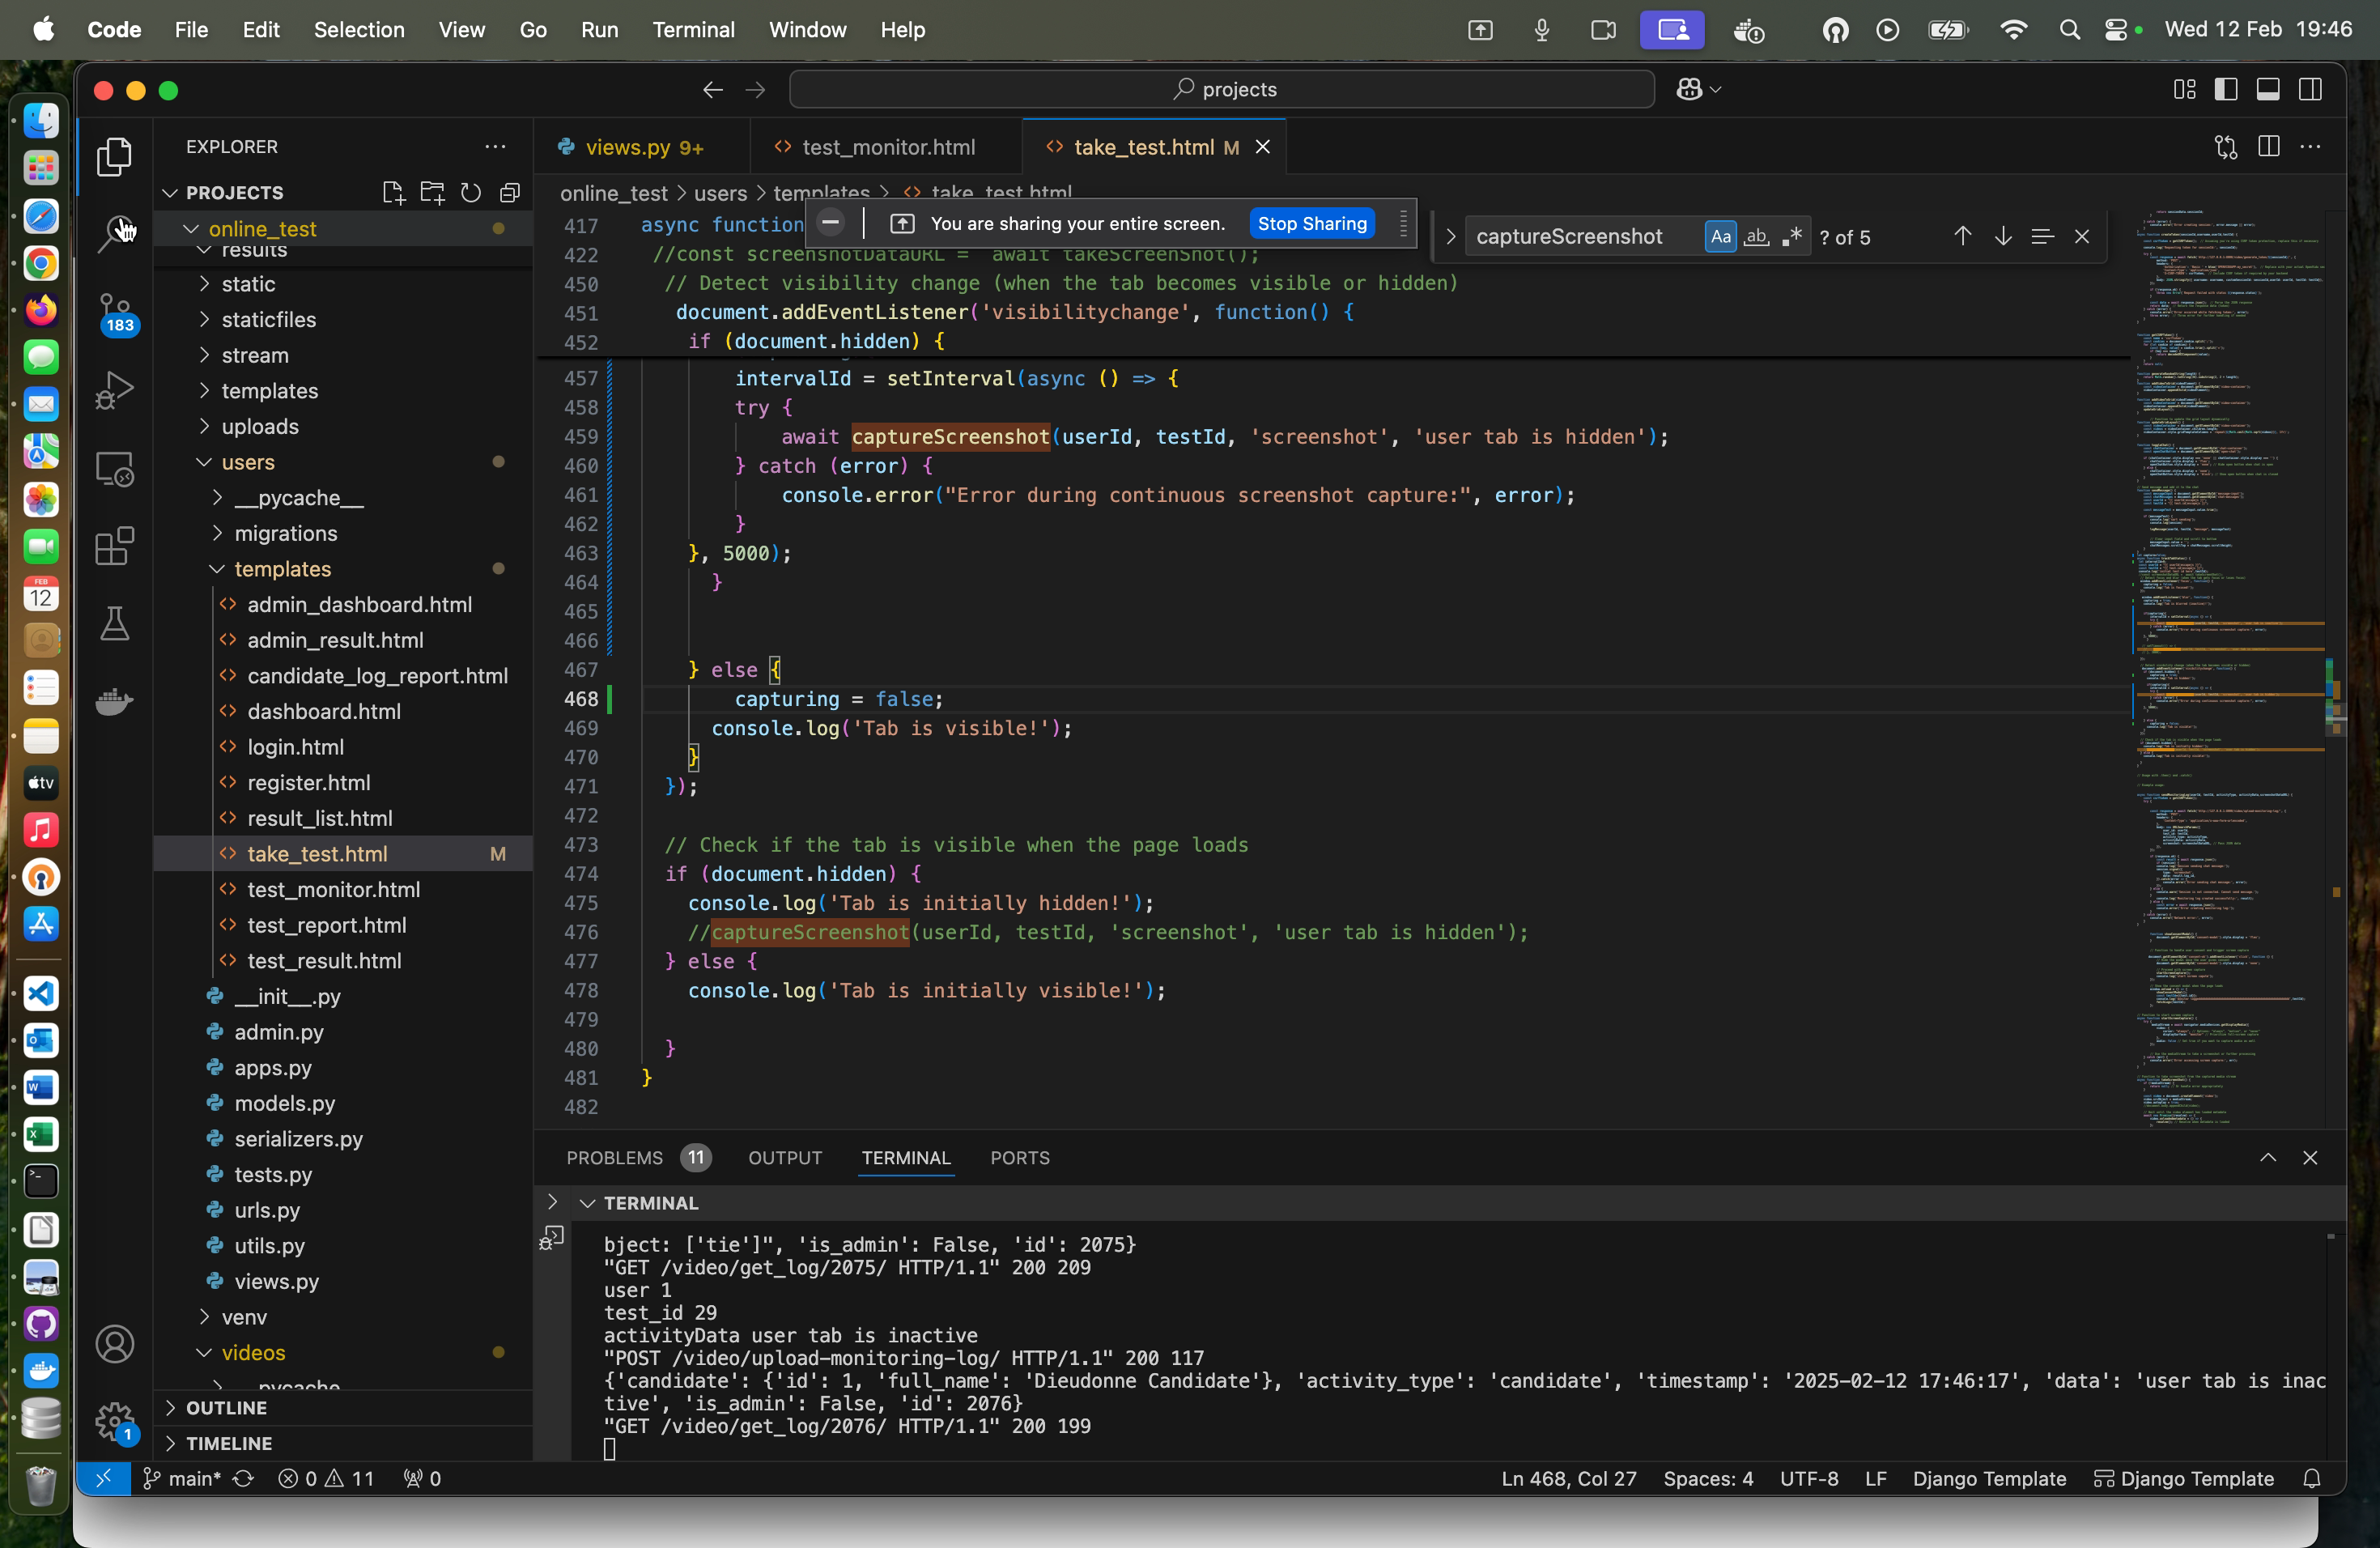 Code File Edit Selection View Go Run Terminal Window Help Wed 12 Feb 19:46
projects
EXPLORER
PROJECTS
online_test
results
static
staticfiles
stream
templates
uploads
users
__pycache__
migrations
templates
admin_dashboard.html
admin_result.html
candidate_log_report.html
dashboard.html
login.html
register.html
result_list.html
take_test.html M
test_monitor.html
test_report.html
test_result.html
__init__.py
admin.py
apps.py
models.py
serializers.py
tests.py
urls.py
utils.py
views.py
venv
videos
pycache
OUTLINE
TIMELINE
183
1
FEB
12
tv
views.py 9+ test_monitor.html take_test.html M
online_test > users > templates > take_test.html
You are sharing your entire screen. Stop Sharing
captureScreenshot Aa ab .* ? of 5
417 async function
422 //const screenshotDataURL = await takeScreenShot();
450 // Detect visibility change (when the tab becomes visible or hidden)
451 document.addEventListener('visibilitychange', function() {
452 if (document.hidden) {
457 intervalId = setInterval(async () => {
458 try {
459 await captureScreenshot(userId, testId, 'screenshot', 'user tab is hidden');
460 } catch (error) {
461 console.error("Error during continuous screenshot capture:", error);
462 }
463 }, 5000);
464 }
465
466
467 } else {
468 capturing = false;
469 console.log('Tab is visible!');
470 }
471 });
472
473 // Check if the tab is visible when the page loads
474 if (document.hidden) {
475 console.log('Tab is initially hidden!');
476 //captureScreenshot(userId, testId, 'screenshot', 'user tab is hidden');
477 } else {
478 console.log('Tab is initially visible!');
479
480 }
481 }
482
PROBLEMS 11 OUTPUT TERMINAL PORTS
TERMINAL
bject: ['tie']", 'is_admin': False, 'id': 2075}
"GET /video/get_log/2075/ HTTP/1.1" 200 209
user 1
test_id 29
activityData user tab is inactive
"POST /video/upload-monitoring-log/ HTTP/1.1" 200 117
{'candidate': {'id': 1, 'full_name': 'Dieudonne Candidate'}, 'activity_type': 'candidate', 'timestamp': '2025-02-12 17:46:17', 'data': 'user tab is inac
tive', 'is_admin': False, 'id': 2076}
"GET /video/get_log/2076/ HTTP/1.1" 200 199
main* 0 11 0 Ln 468, Col 27 Spaces: 4 UTF-8 LF Django Template Django Template